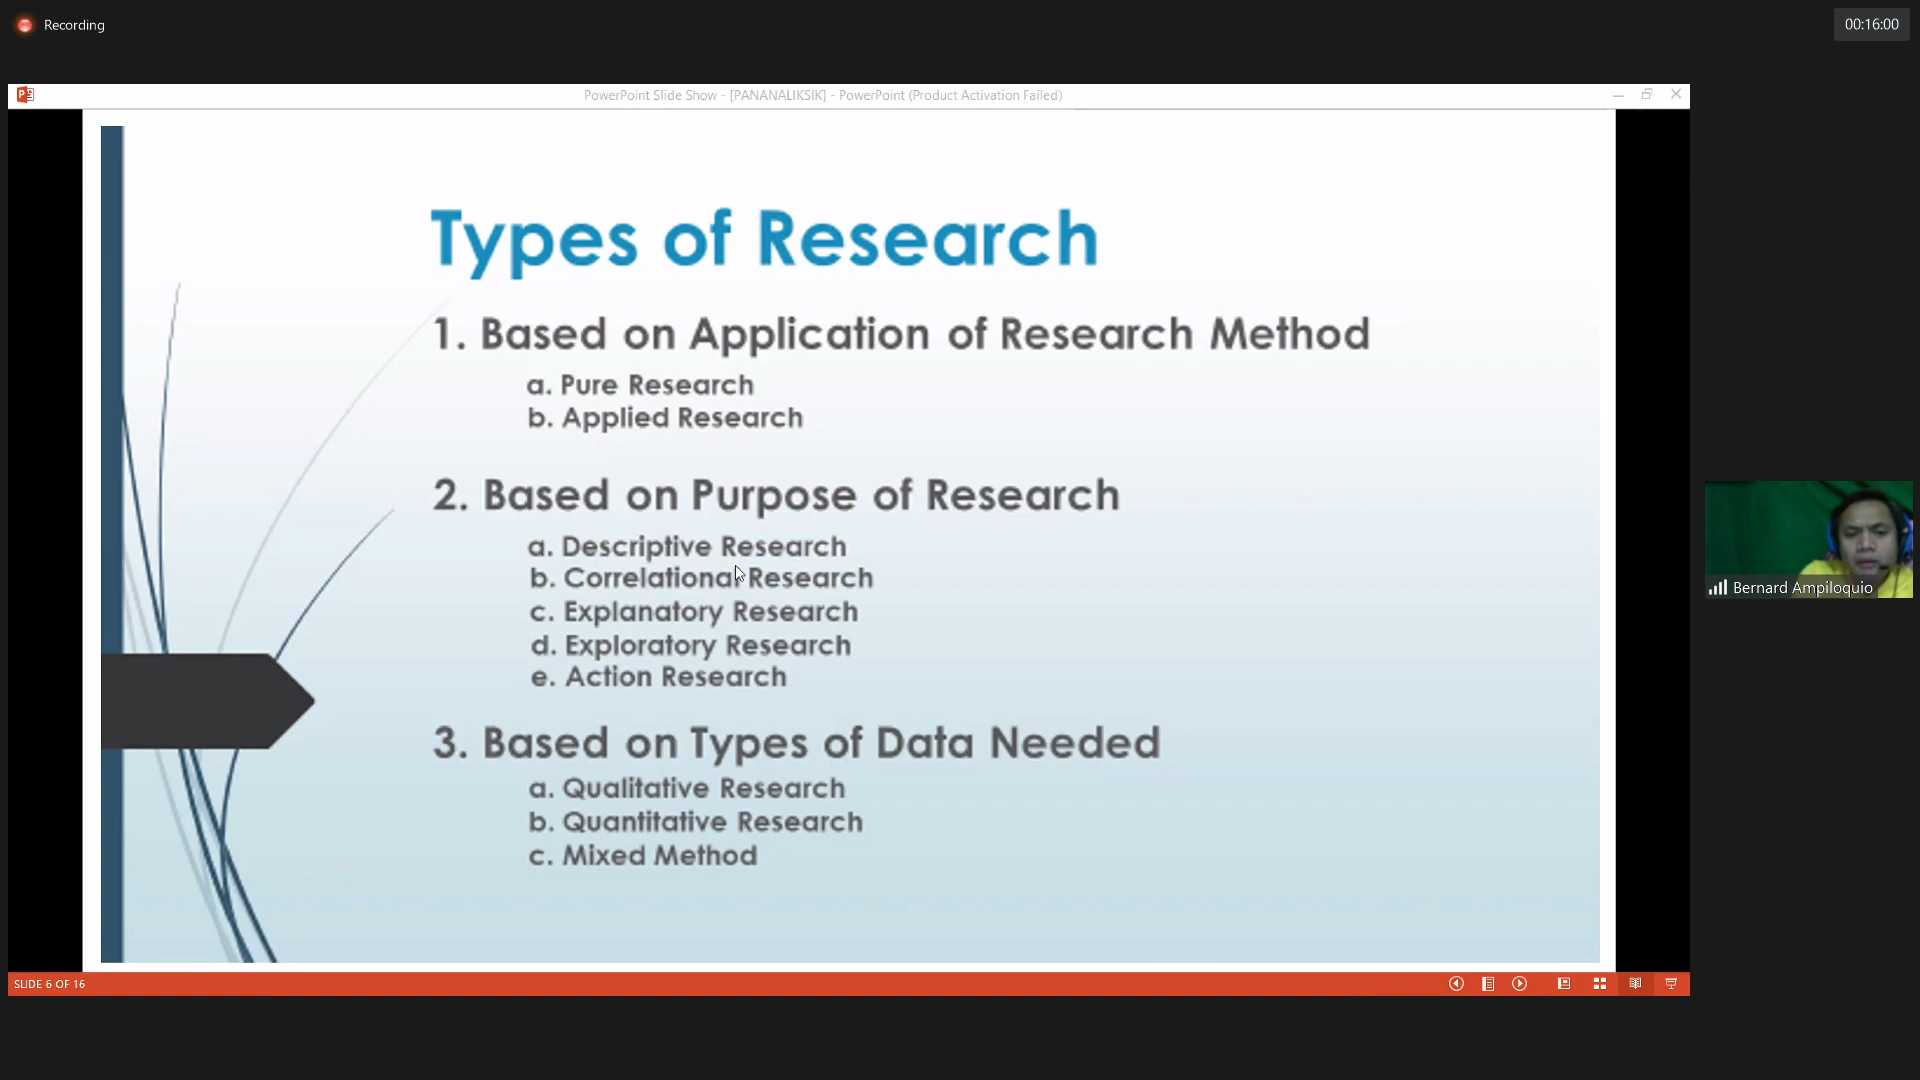 Recording
00:16:00
PowerPoint Slide Show - [PANANALIKSIK] - PowerPoint (Product Activation Failed)
Types of Research
1. Based on Application of Research Method
a. Pure Research
b. Applied Research
2. Based on Purpose of Research
a. Descriptive Research
b. Correlational Research
c. Explanatory Research
d. Exploratory Research
e. Action Research
3. Based on Types of Data Needed
a. Qualitative Research
b. Quantitative Research
c. Mixed Method
Bernard Ampiloquio
SLIDE 6 OF 16